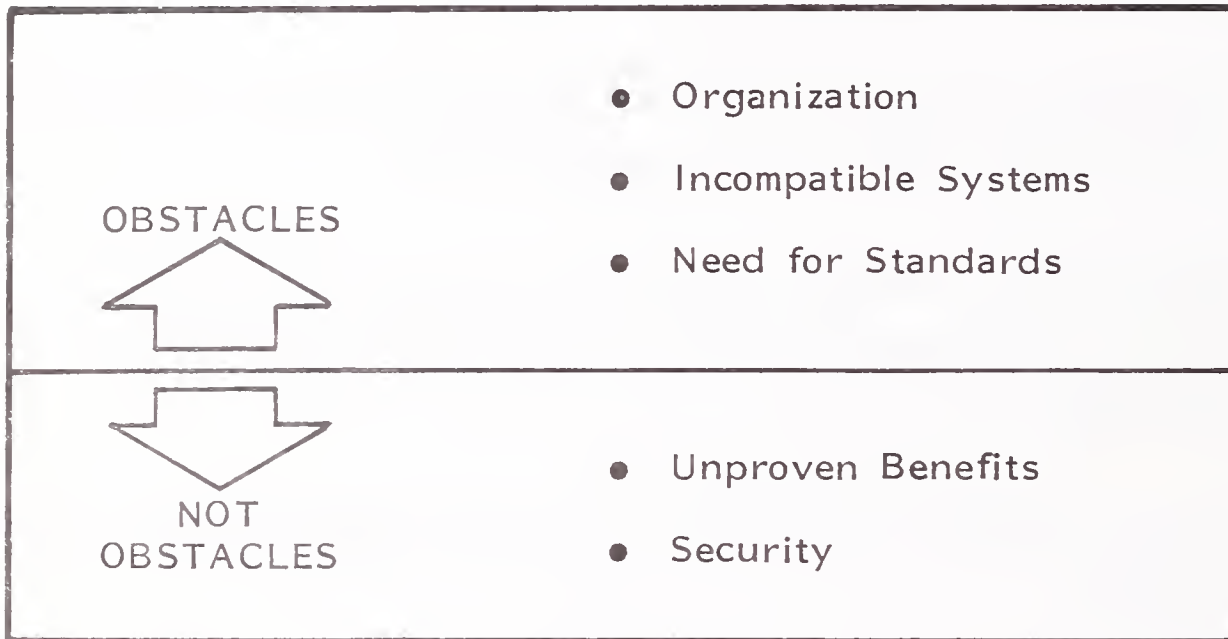 OBSTACLES
• Organization
• Incompatible Systems
• Need for Standards
NOT
OBSTACLES
• Unproven Benefits
• Security